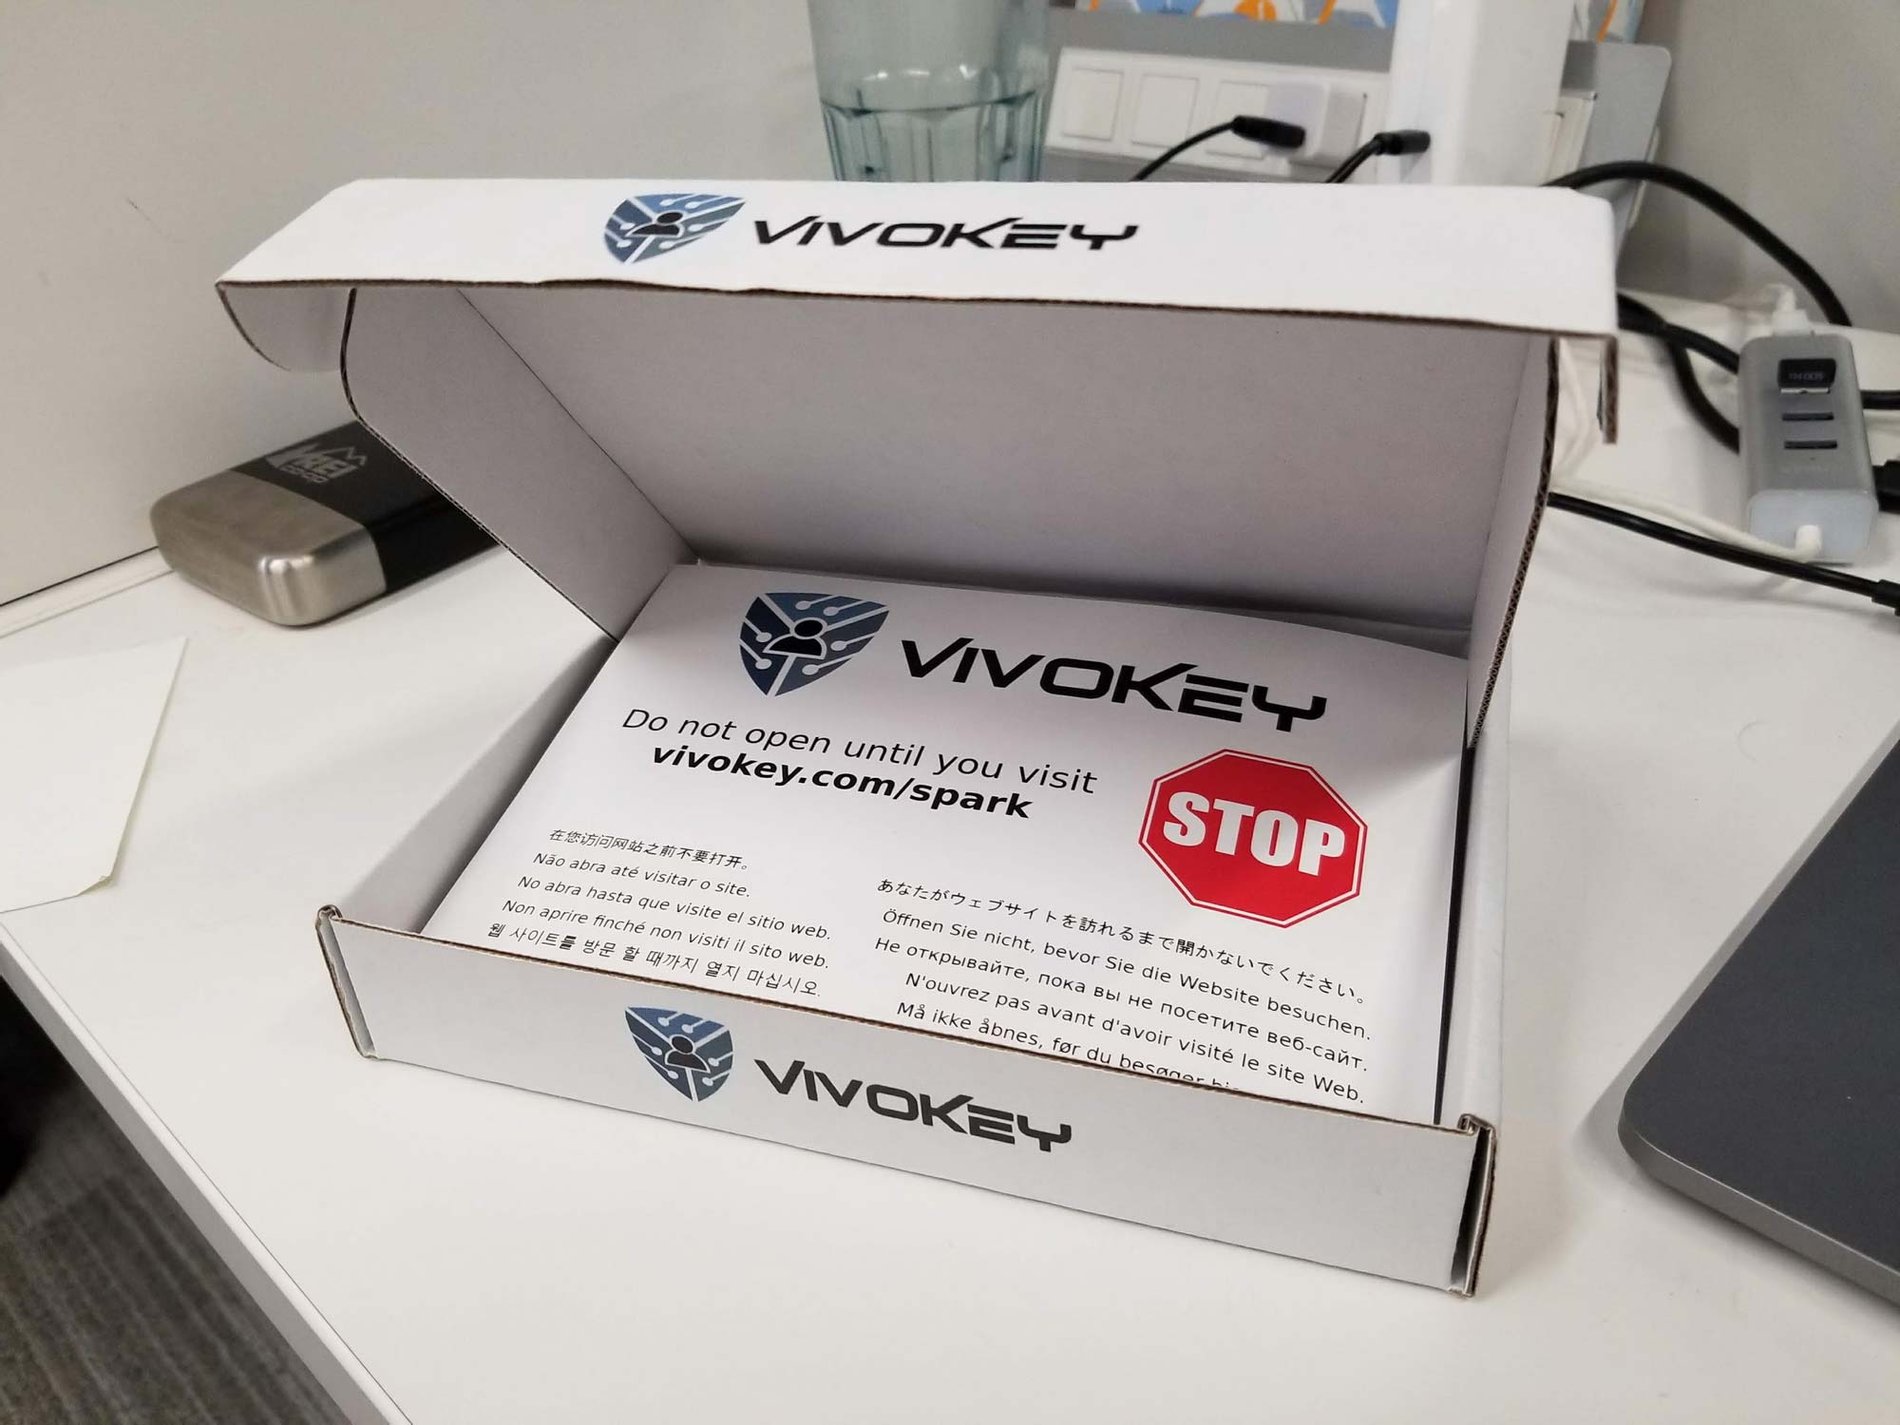 VIVOKEY
REI
co-op
VIVOKEY
Do not open until you visit
vivokey.com/spark
STOP
在您访问网站之前不要打开。
Não abra até visitar o site.
No abra hasta que visite el sitio web.
Non aprire finché non visiti il sito web.
웹 사이트를 방문 할 때까지 열지 마십시오.
あなたがウェブサイトを訪れるまで開かないでください。
Öffnen Sie nicht, bevor Sie die Website besuchen.
Не открывайте, пока вы не посетите веб-сайт.
N'ouvrez pas avant d'avoir visité le site Web.
Må ikke åbnes, før du besøger
VIVOKEY